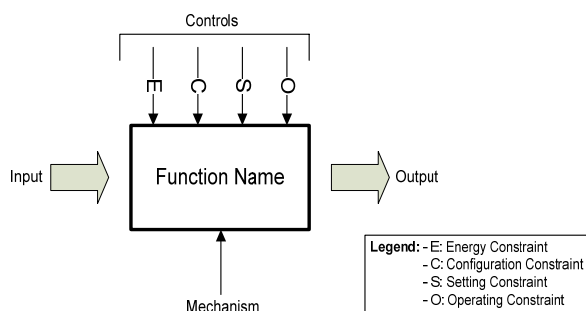 Controls
E C S O
Input
Function Name
Output
Mechanism
Legend: - E: Energy Constraint
- C: Configuration Constraint
- S: Setting Constraint
- O: Operating Constraint